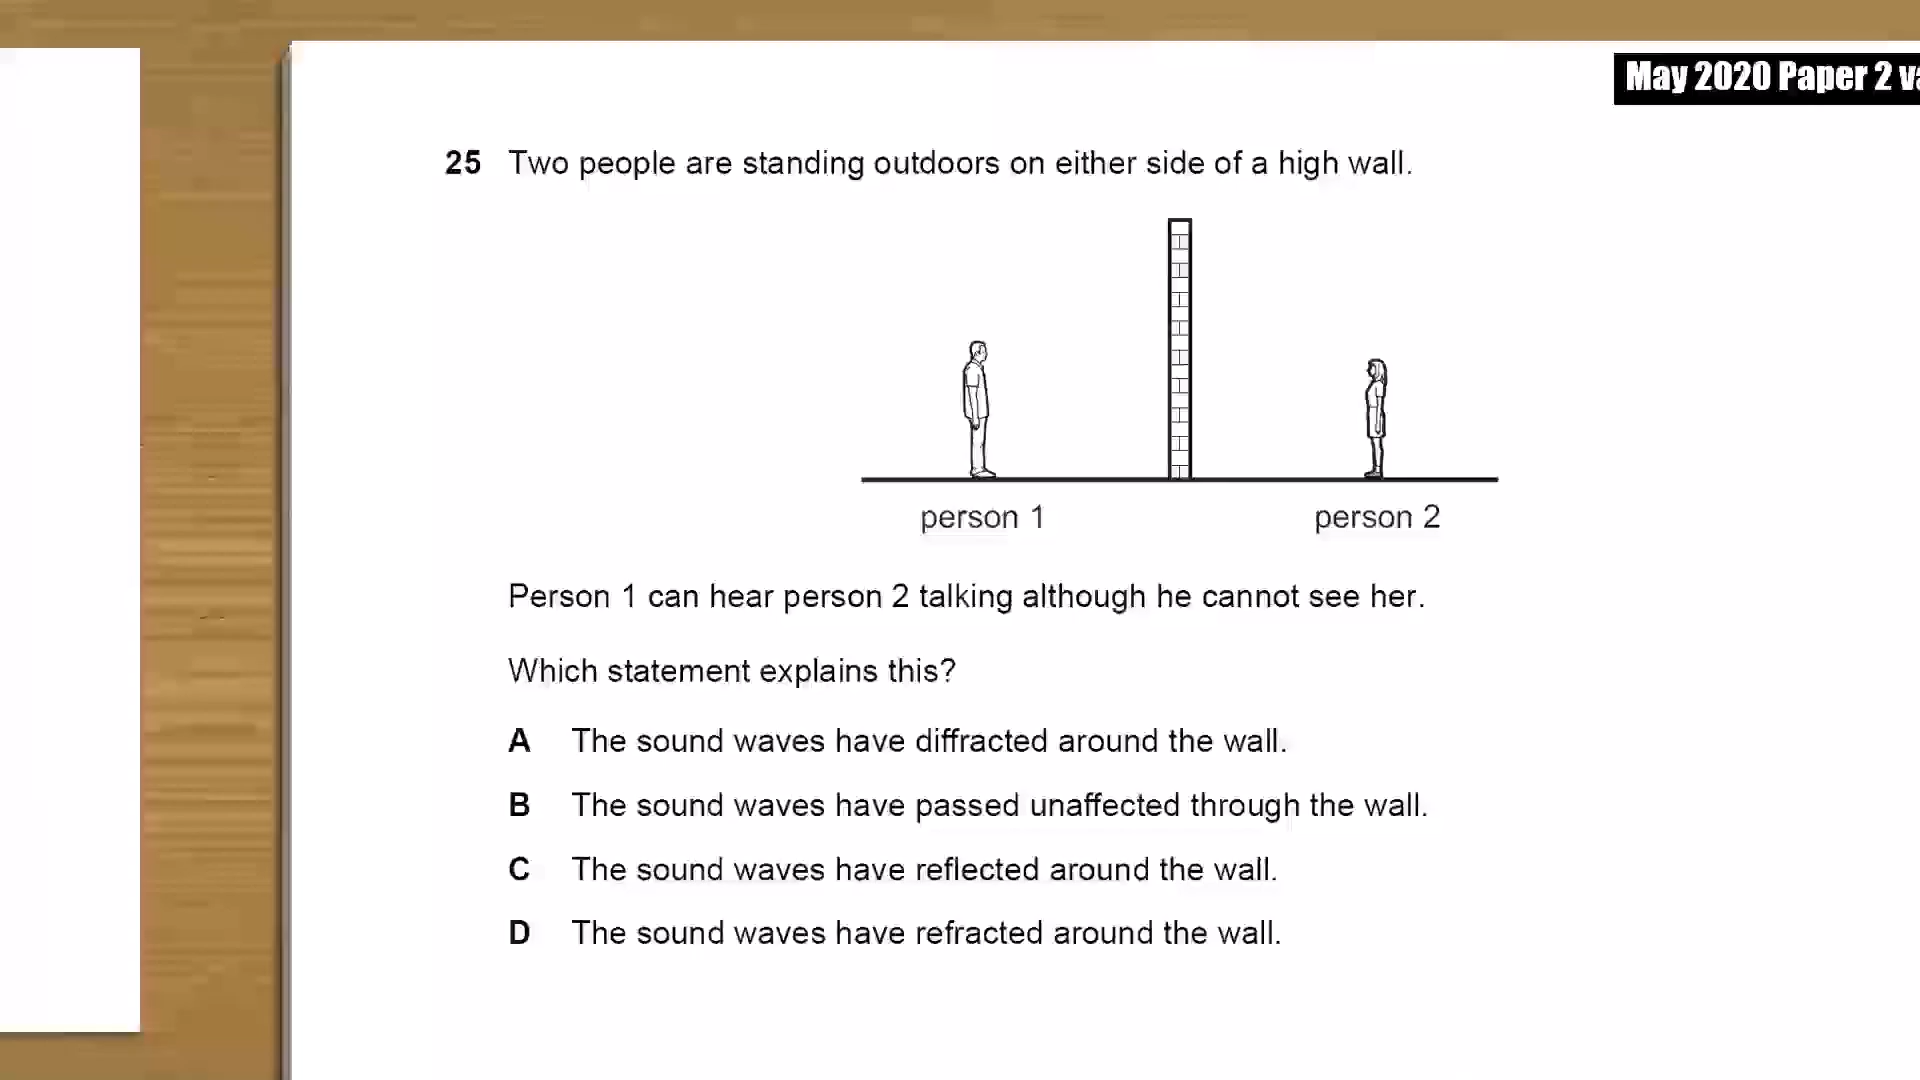 May 2020 Paper 2
25 Two people are standing outdoors on either side of a high wall.
person 1 person 2
Person 1 can hear person 2 talking although he cannot see her.
Which statement explains this?
A The sound waves have diffracted around the wall.
B The sound waves have passed unaffected through the wall.
C The sound waves have reflected around the wall.
D The sound waves have refracted around the wall.